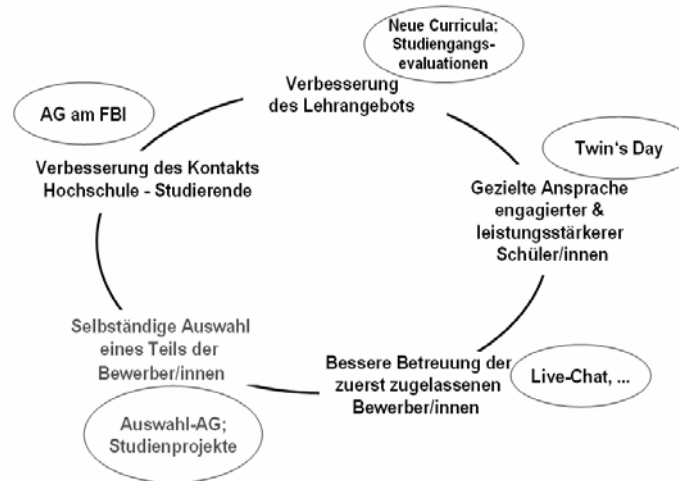 Neue Curricula;
Studiengangs-
evaluationen
Verbesserung
des Lehrangebots
Twin's Day
Gezielte Ansprache
engagierter &
leistungsstärkerer
Schüler/innen
Live-Chat, ...
Bessere Betreuung der
zuerst zugelassenen
Bewerber/innen
Selbständige Auswahl
eines Teils der
Bewerber/innen
Auswahl-AG;
Studienprojekte
AG am FBI
Verbesserung des Kontakts
Hochschule - Studierende